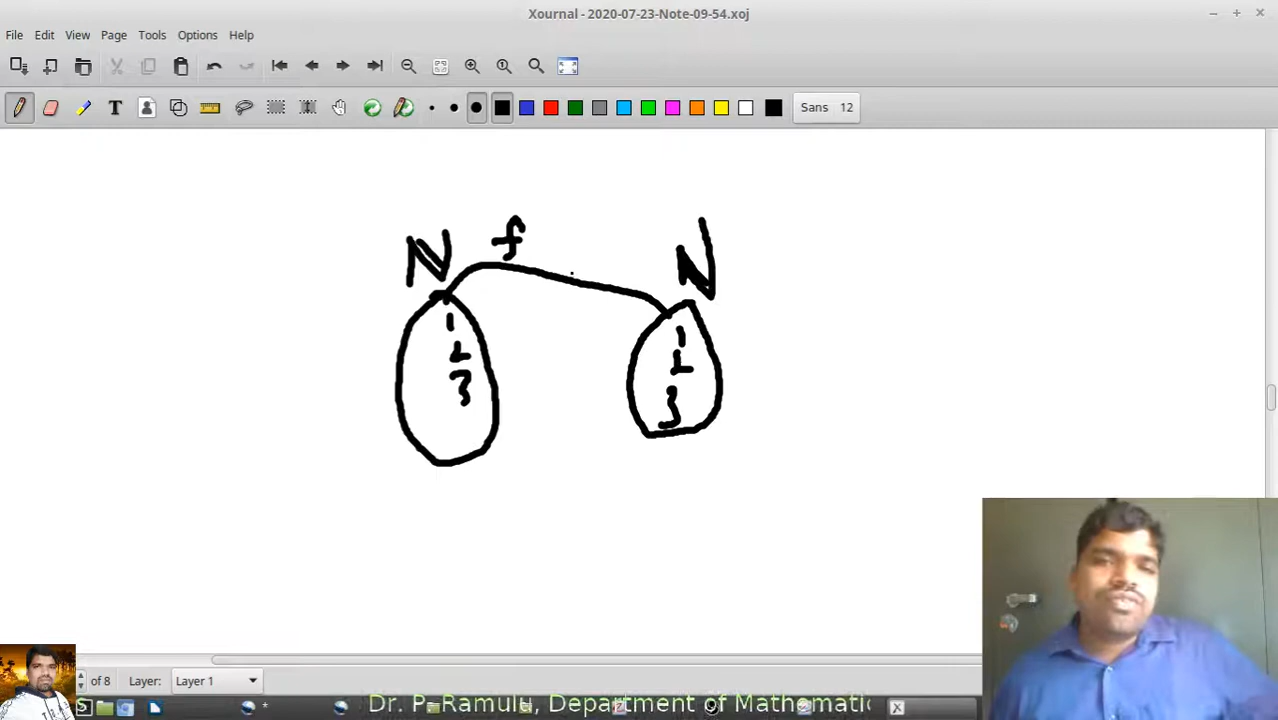 Xournal - 2020-07-23-Note-09-54.xoj
File Edit View Page Tools Options Help
Sans 12
N f N
1 1
2 2
3 3
of 8 Layer: Layer 1
Dr. P. Ramulu, Department of Mathematic